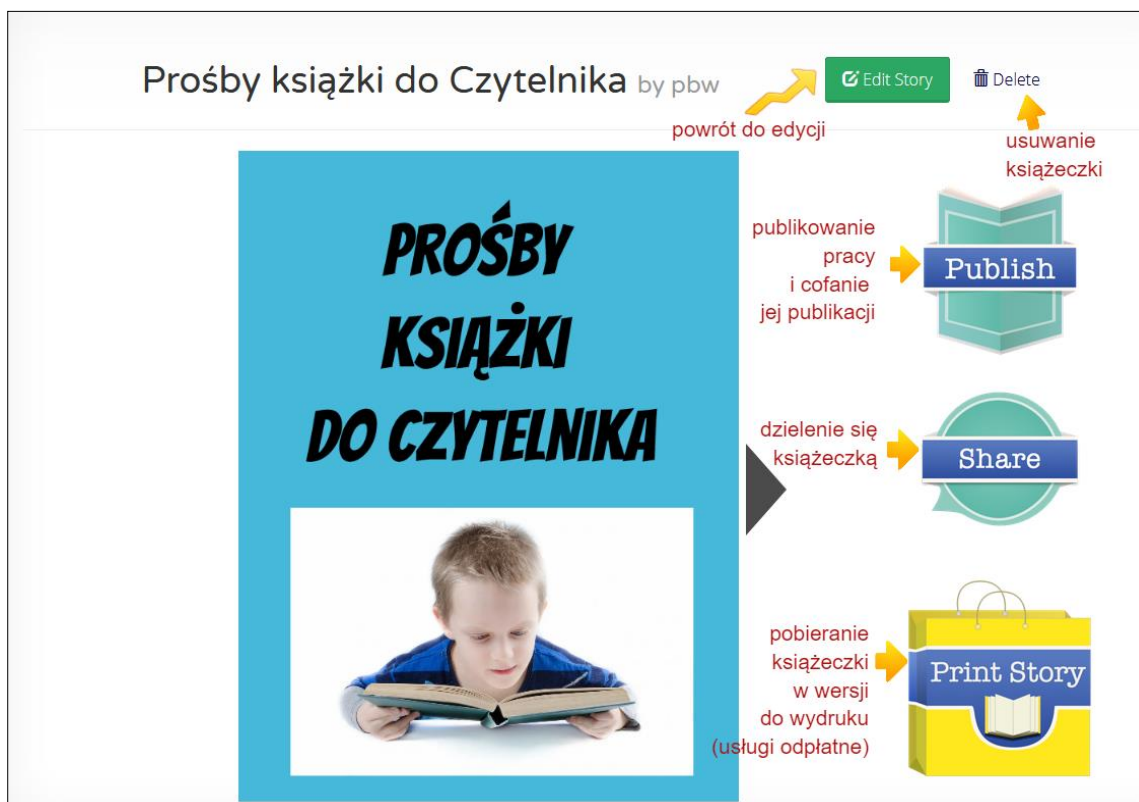 Prośby książki do Czytelnika by pbw
Edit Story
Delete
powrót do edycji
usuwanie
książeczki
PROŚBY
KSIĄŻKI
DO CZYTELNIKA
publikowanie
pracy
i cofanie
jej publikacji
Publish
dzielenie się
książeczką
Share
pobieranie
książeczki
w wersji
do wydruku
(usługi odpłatne)
Print Story